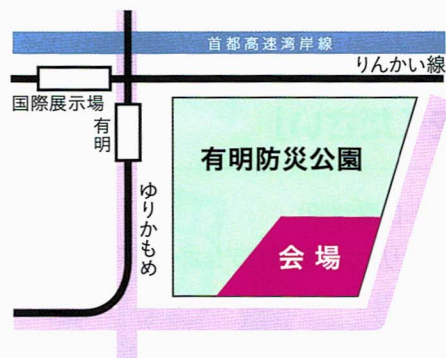 首都高速湾岸線
りんかい線
国際展示場
有明
ゆりかもめ
有明防災公園
会場